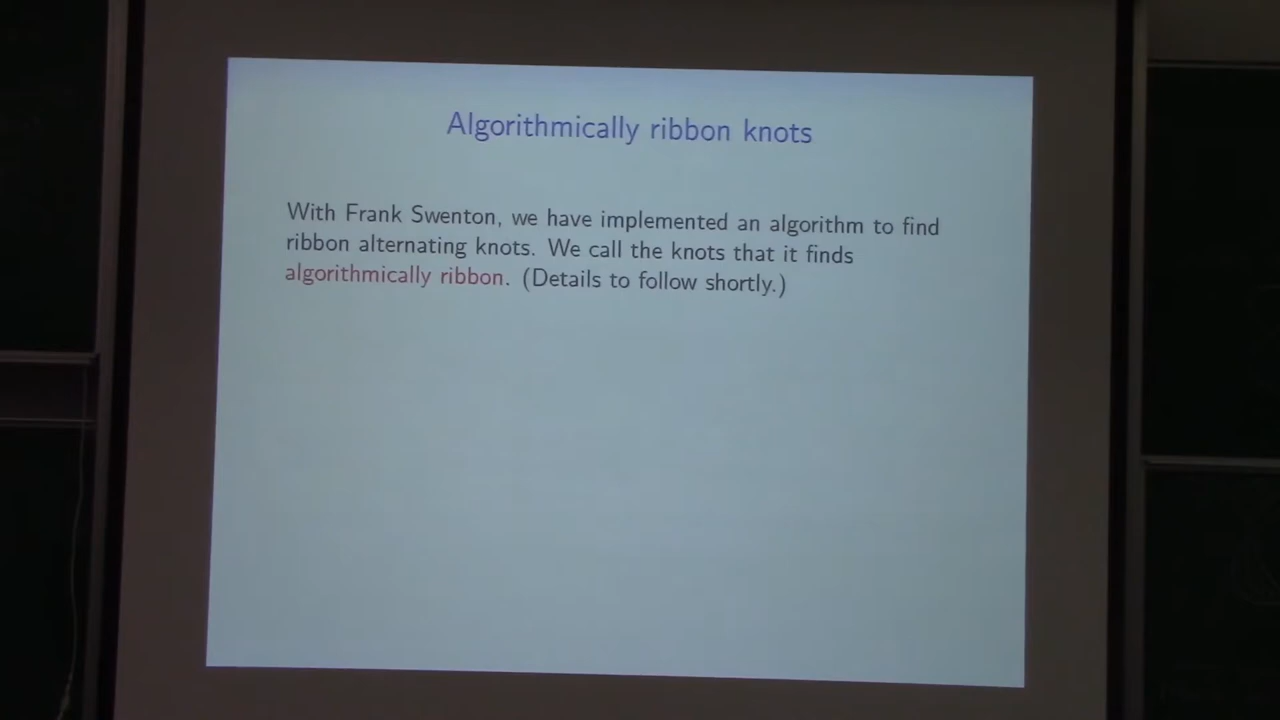 Algorithmically ribbon knots
With Frank Swenton, we have implemented an algorithm to find
ribbon alternating knots. We call the knots that it finds
algorithmically ribbon. (Details to follow shortly.)